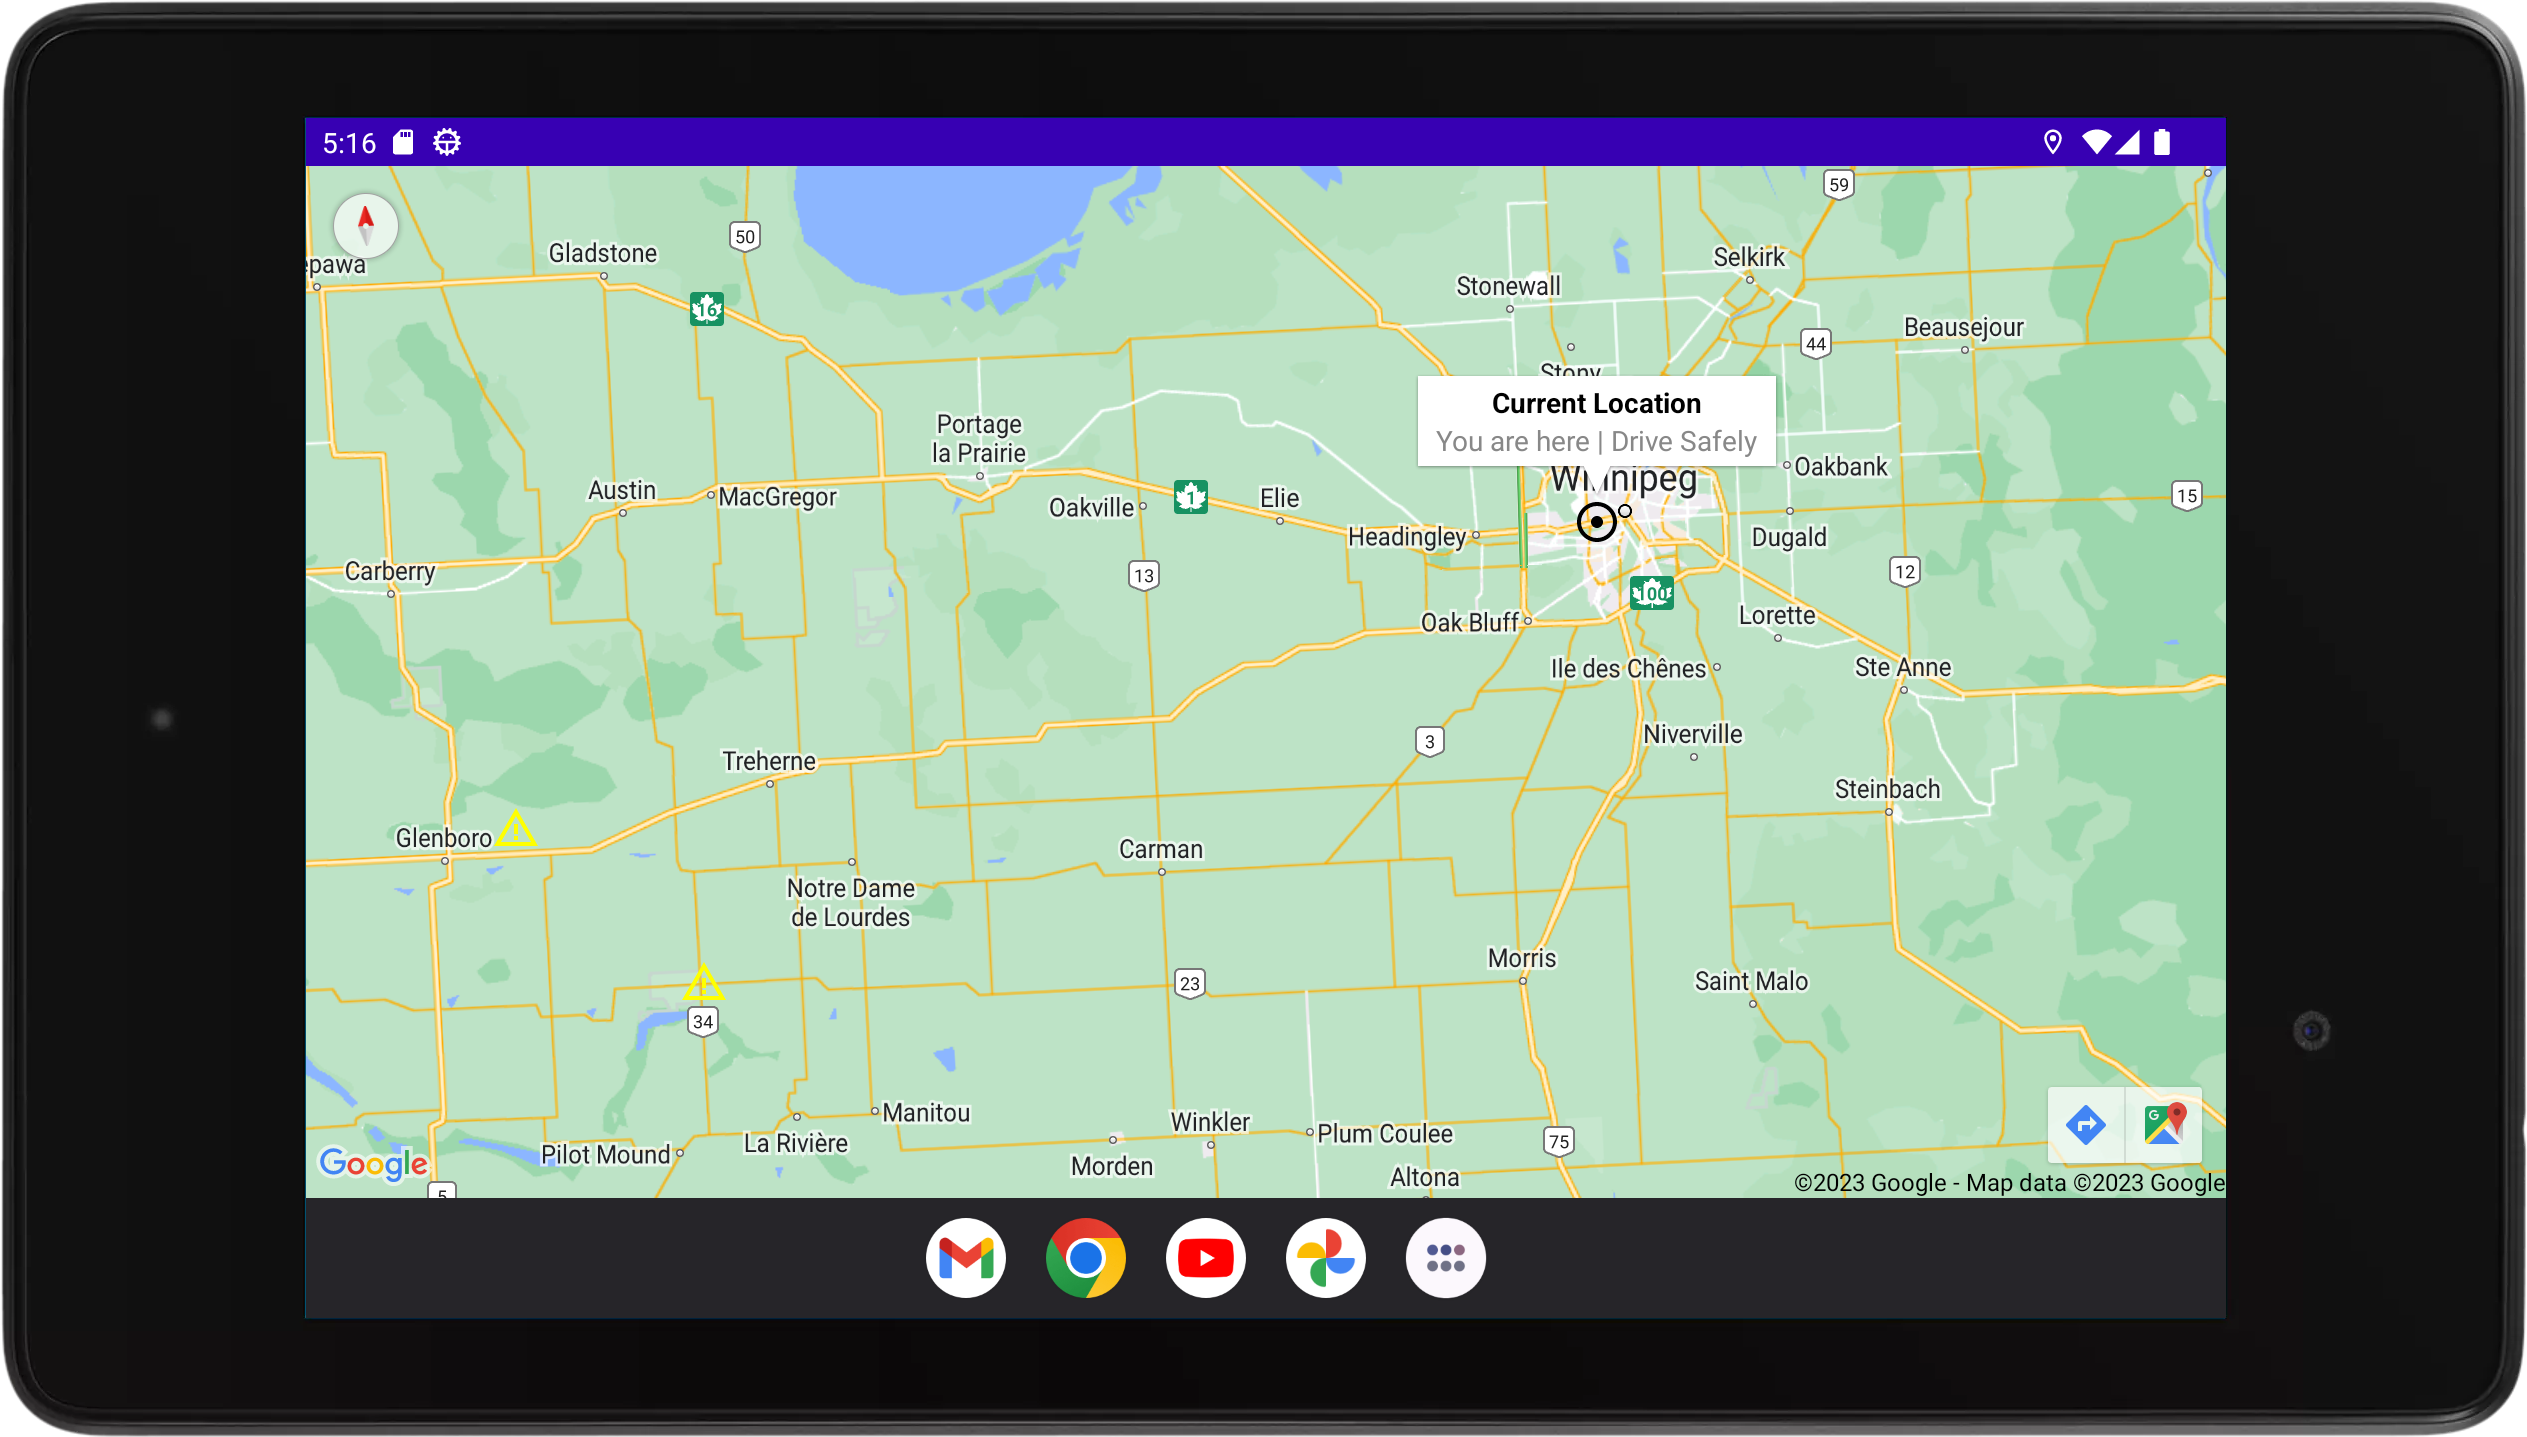 5:16
59
50
Gladstone
Selkirk
epawa
Stonewall
16
Beausejour
44
Stony
Current Location
You are here | Drive Safely
Portage
la Prairie
Winnipeg
Oakbank
Austin
MacGregor
1
Elie
15
Oakville
Headingley
Dugald
Carberry
13
12
100
Oak Bluff
Lorette
Ile des Chênes
Ste Anne
3
Niverville
Treherne
Steinbach
Glenboro
Carman
Notre Dame
de Lourdes
Morris
23
Saint Malo
34
Manitou
Winkler
Plum Coulee
La Rivière
75
Pilot Mound
Morden
Google
Altona
5
©2023 Google - Map data ©2023 Google